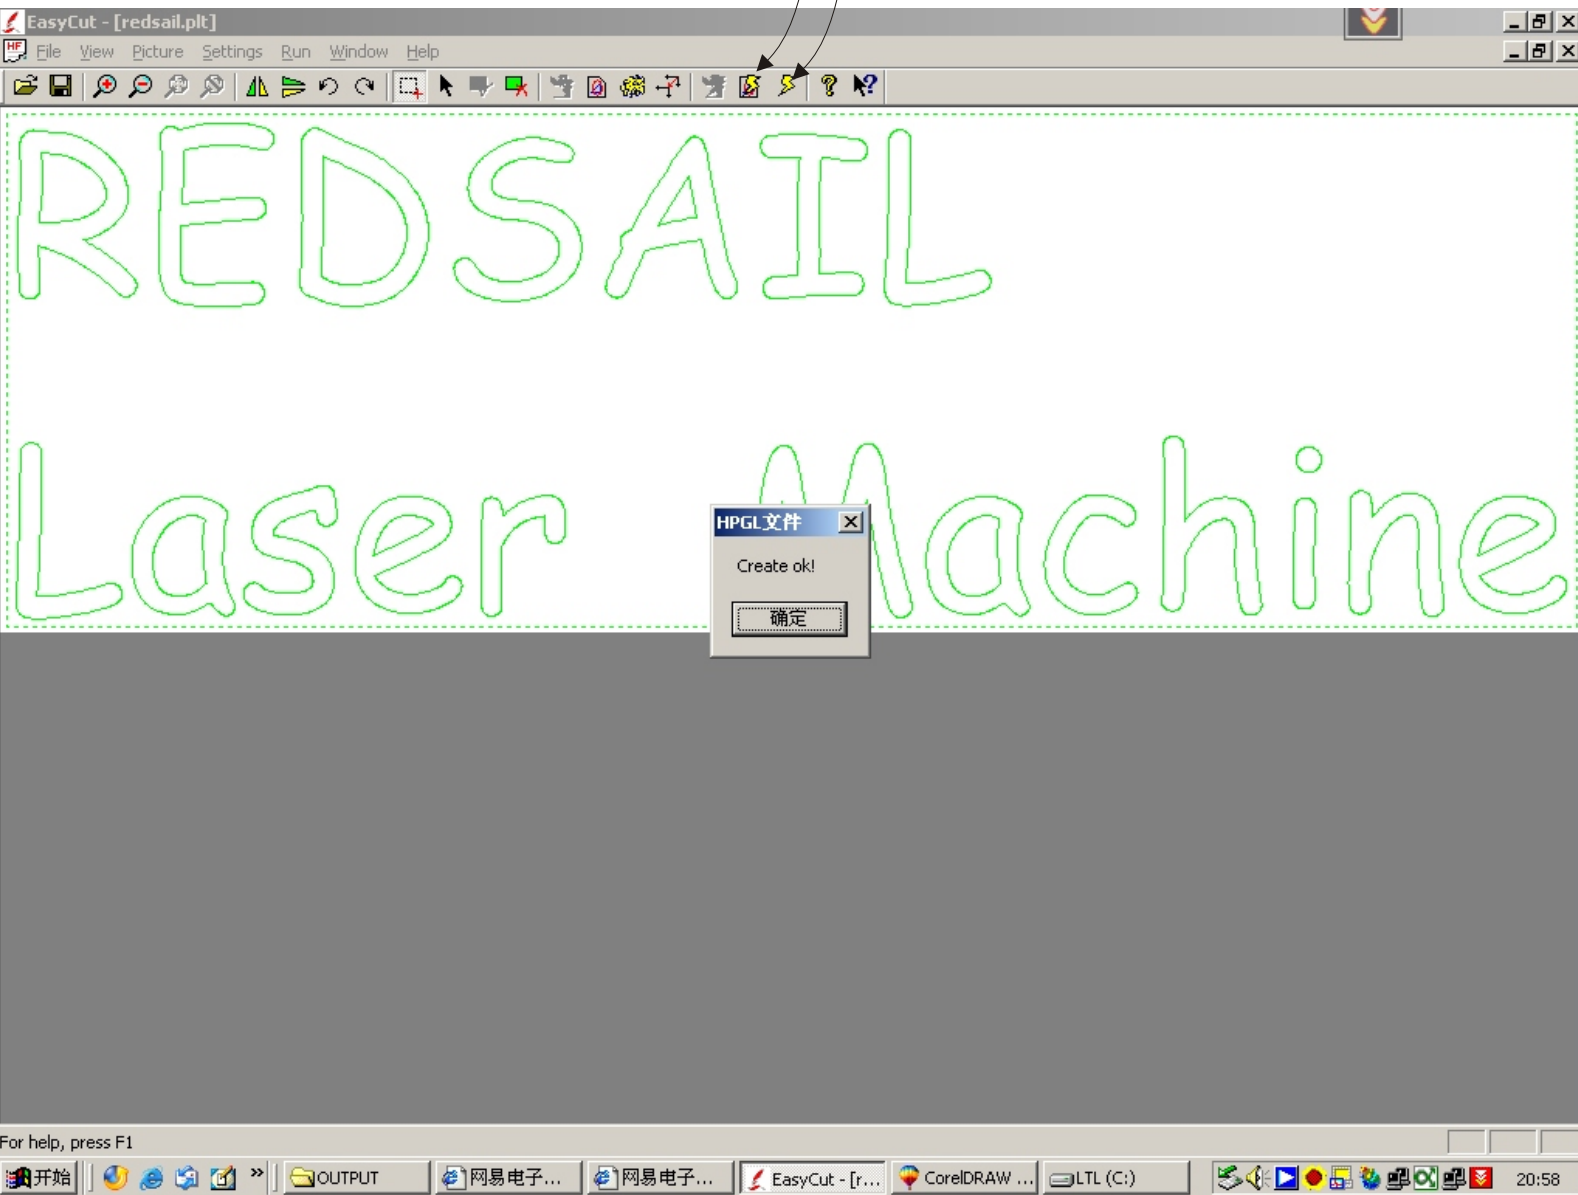 EasyCut - [redsail.plt]
File View Picture Settings Run Window Help
REDSAIL
Laser Machine
HPGL文件
Create ok!
确定
For help, press F1
开始 OUTPUT 网易电子... 网易电子... EasyCut - [r... CorelDRAW ... LTL (C:) 20:58